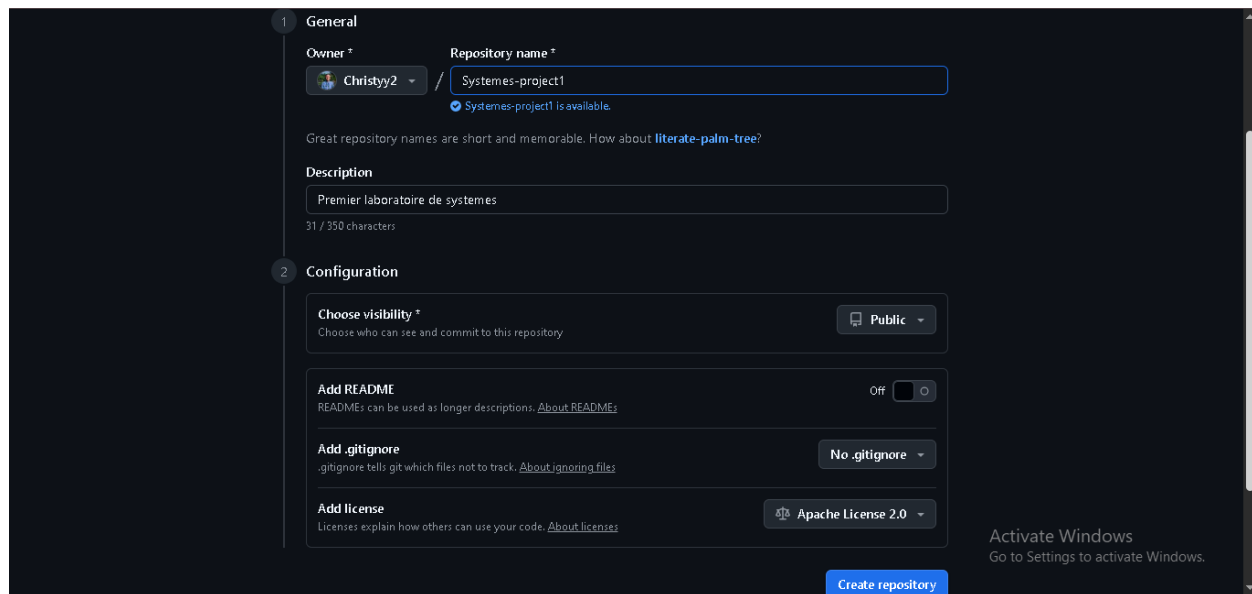 1 General
Owner * Repository name *
Christyy2 / Systemes-project1
Systemes-project1 is available.
Great repository names are short and memorable. How about literate-palm-tree?
Description
Premier laboratoire de systemes
31 / 350 characters
2 Configuration
Choose visibility * Public
Choose who can see and commit to this repository
Add README Off
READMEs can be used as longer descriptions. About READMEs
Add .gitignore No .gitignore
.gitignore tells git which files not to track. About ignoring files
Add license Apache License 2.0
Licenses explain how others can use your code. About licenses
Activate Windows
Go to Settings to activate Windows.
Create repository